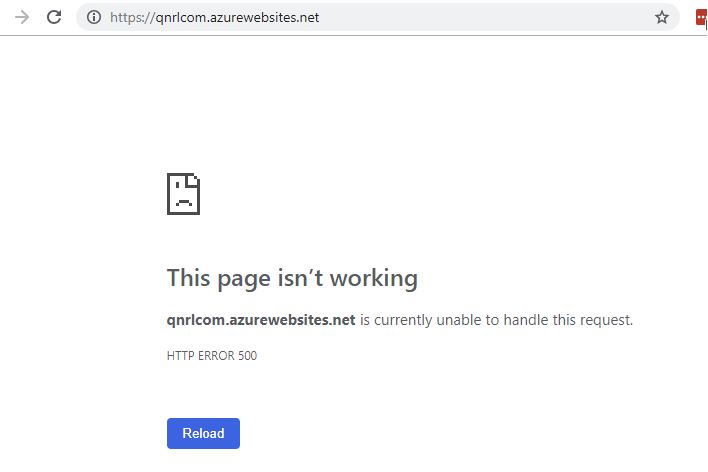 https://qnrlcom.azurewebsites.net
This page isn’t working
qnrlcom.azurewebsites.net is currently unable to handle this request.
HTTP ERROR 500
Reload